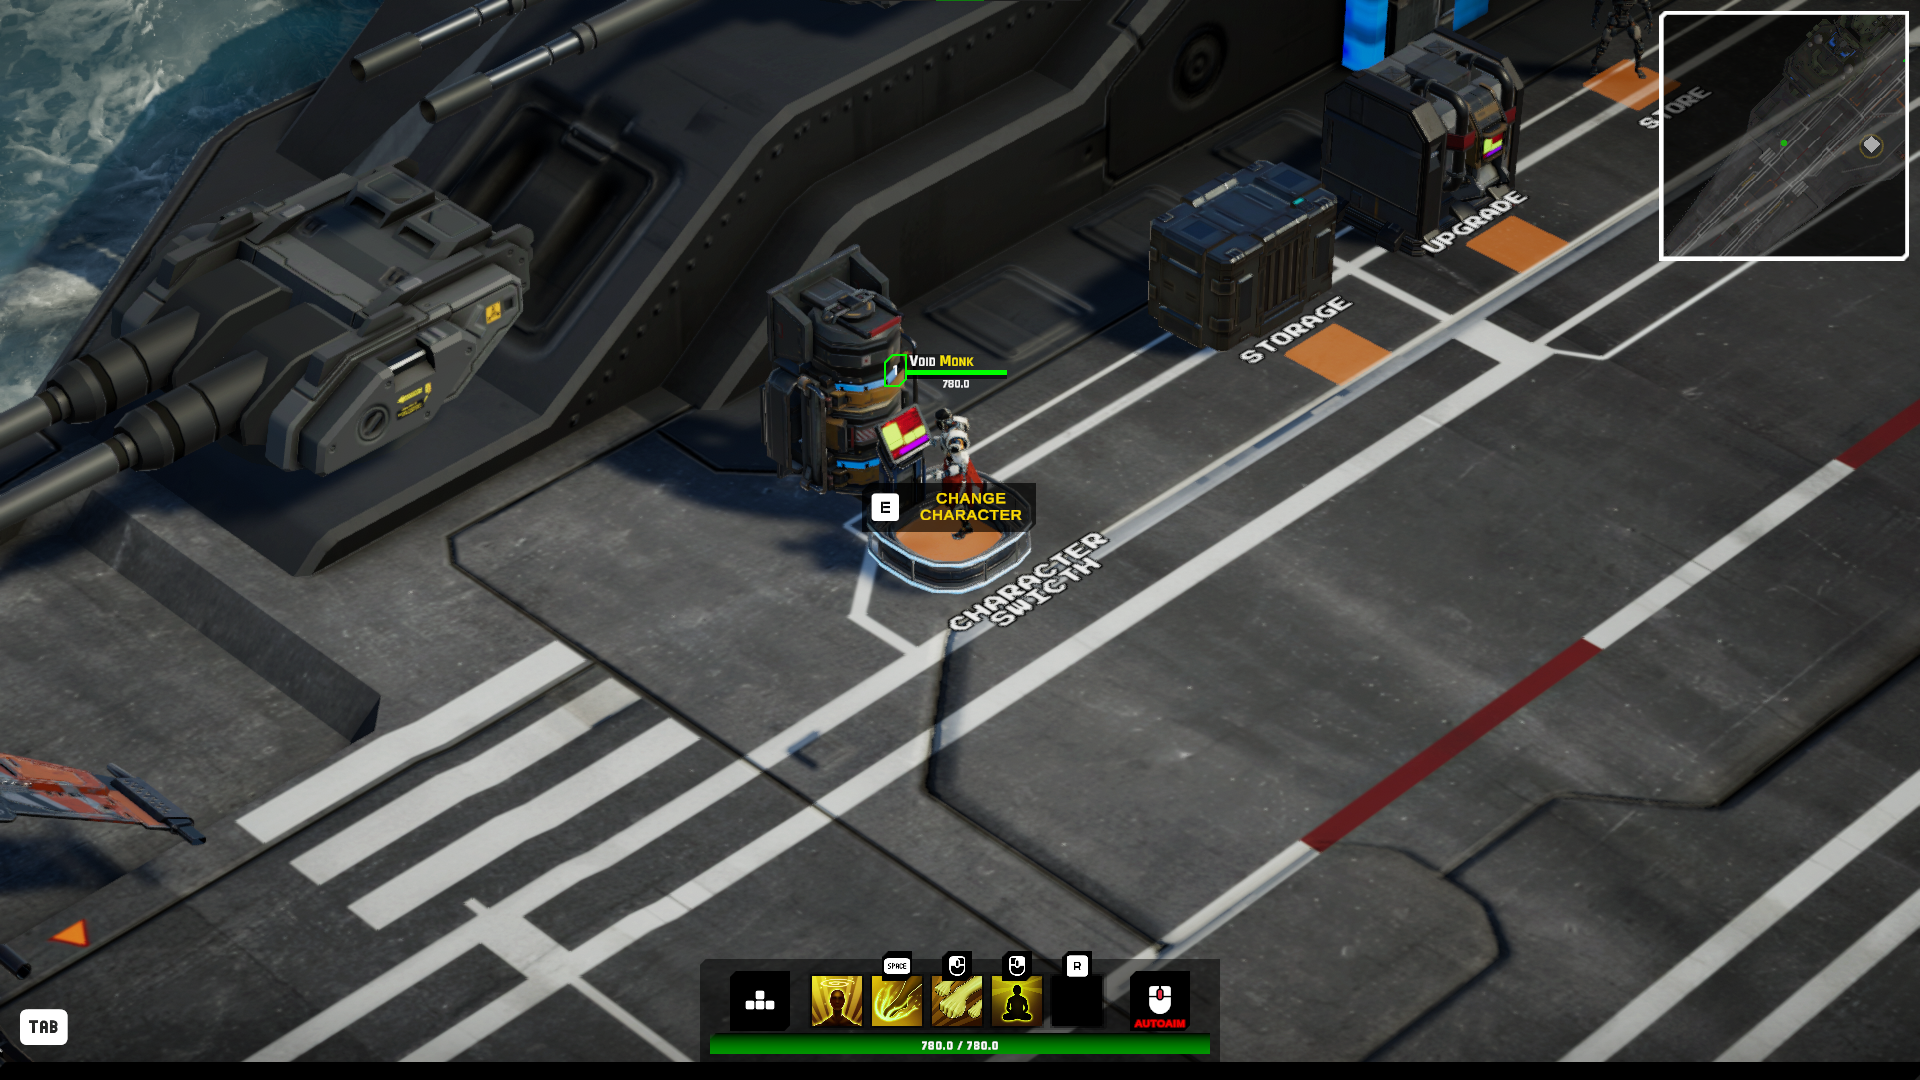 STORE
UPGRADE
STORAGE
1
VOID MONK
780.0
E
CHANGE
CHARACTER
CHARACTER
SWICTH
SPACE
R
AUTOAIM
TAB
780.0 / 780.0